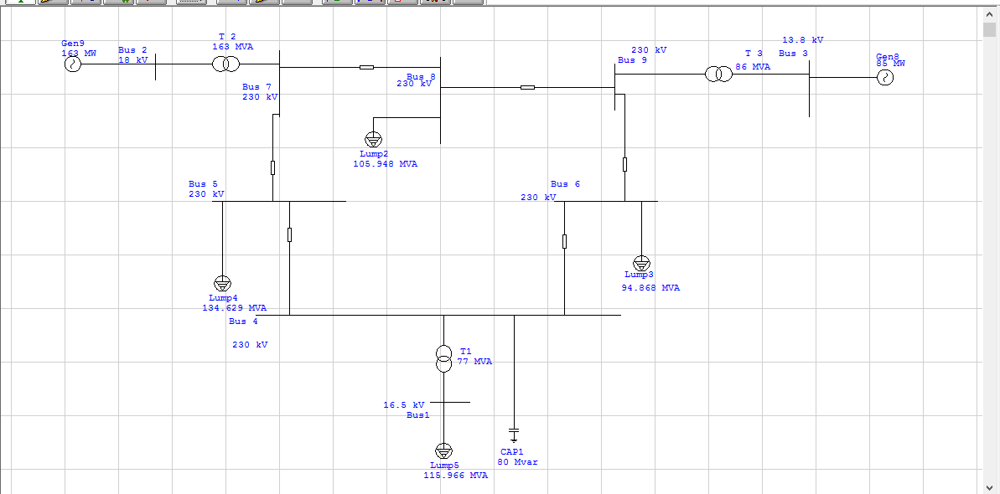 Gen9
163 MW
Bus 2
18 kV
T 2
163 MVA
Bus 7
230 kV
Bus 8
230 kV
230 kV
Bus 9
T 3
86 MVA
13.8 kV
Bus 3
Gen8
85 MW
Lump2
105.948 MVA
Bus 5
230 kV
Bus 6
230 kV
Lump4
134.629 MVA
Lump3
94.868 MVA
Bus 4
230 kV
T1
77 MVA
16.5 kV
Bus1
Lump5
115.966 MVA
CAP1
80 Mvar